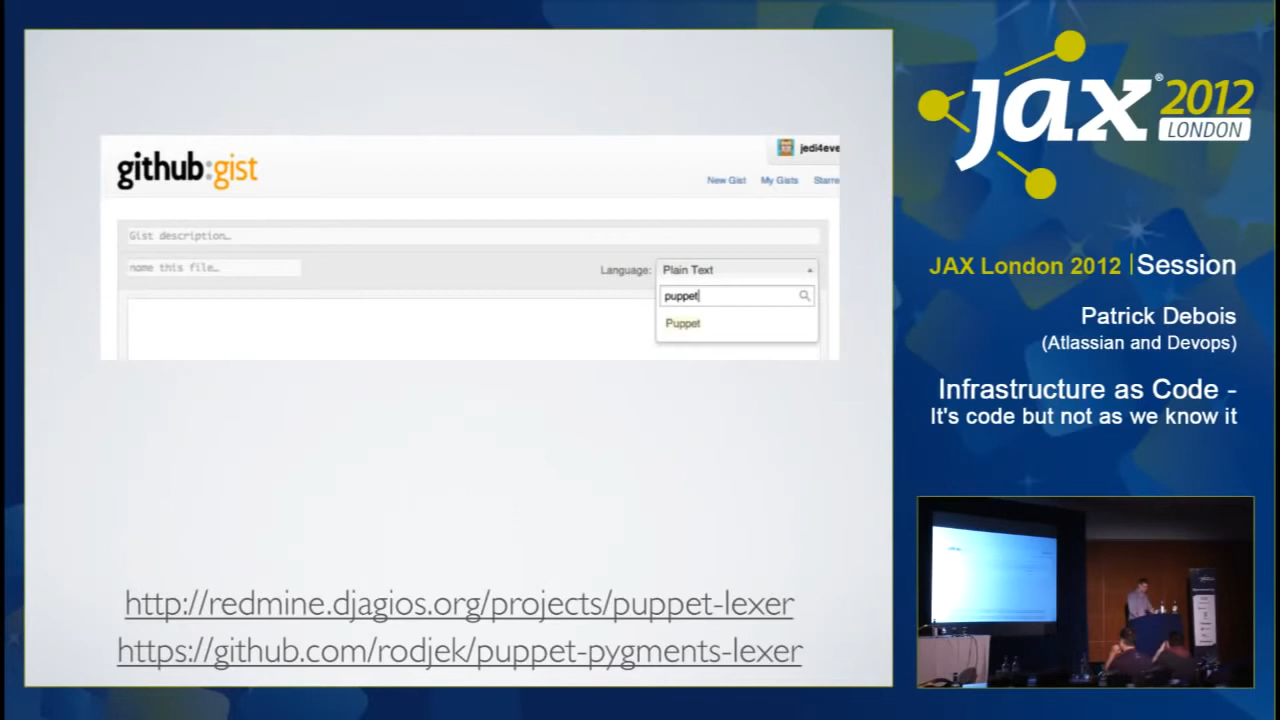 github:gist
jedi4eve
New Gist My Gists Starre
Gist description...
name this file...
Language: Plain Text
puppet
Puppet
http://redmine.djagios.org/projects/puppet-lexer
https://github.com/rodjek/puppet-pygments-lexer
jax® 2012
LONDON
JAX London 2012 | Session
Patrick Debois
(Atlassian and Devops)
Infrastructure as Code -
It's code but not as we know it